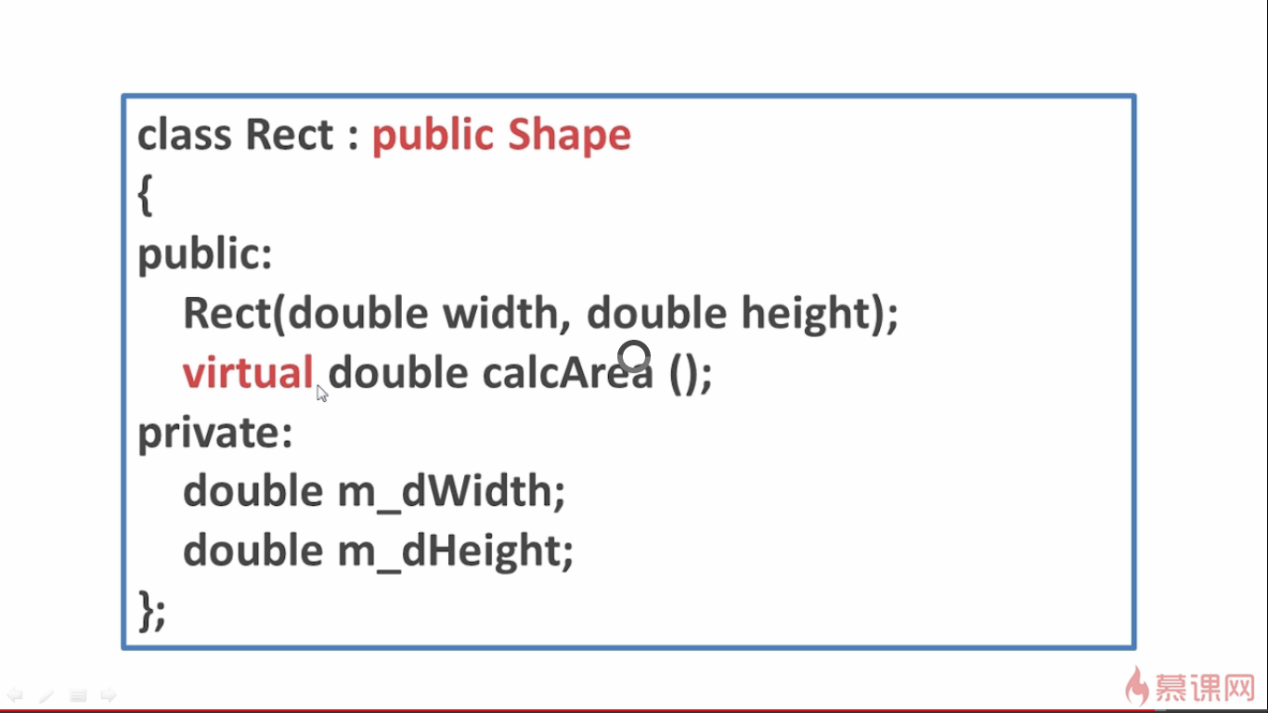 class Rect : public Shape
{
public:
Rect(double width, double height);
virtual double calcArea ();
private:
double m_dWidth;
double m_dHeight;
};
慕课网